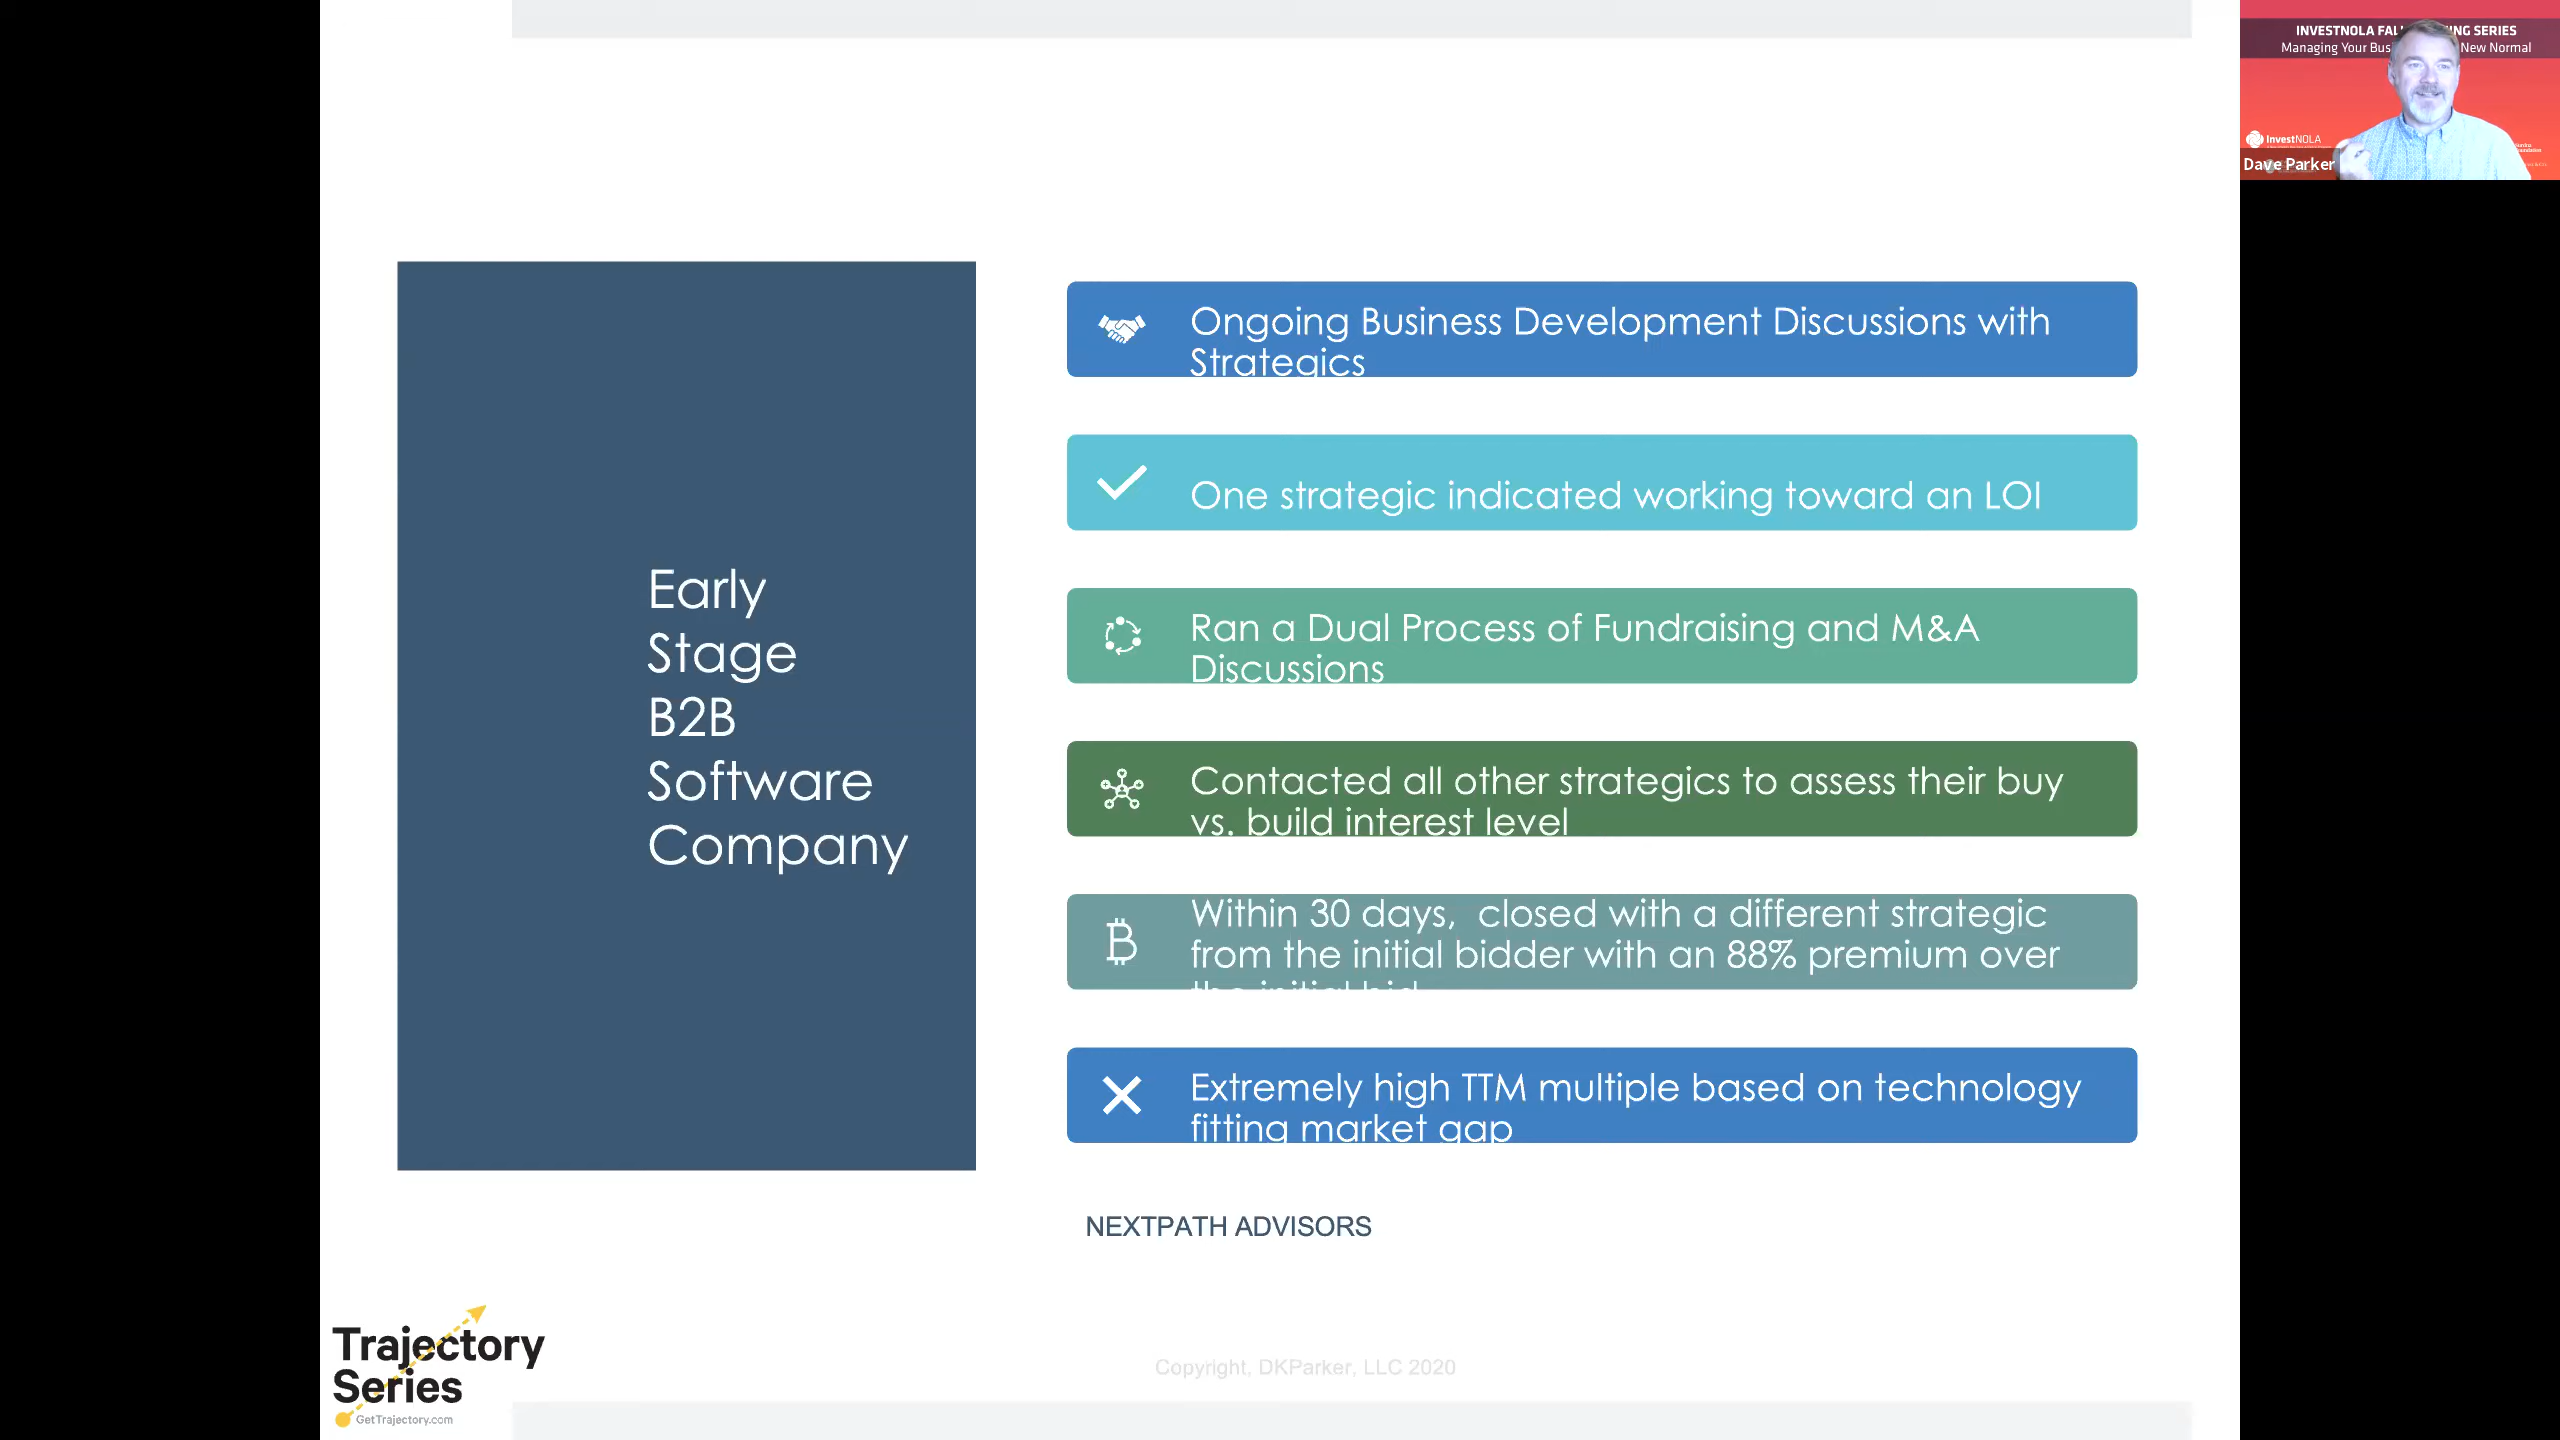 INVESTNOLA FAL NG SERIES
Managing Your Bus New Normal
InvestNOLA
Dave Parker
Early
Stage
B2B
Software
Company
Ongoing Business Development Discussions with
Strategics
One strategic indicated working toward an LOI
Ran a Dual Process of Fundraising and M&A
Discussions
Contacted all other strategics to assess their buy
vs. build interest level
Within 30 days, closed with a different strategic
from the initial bidder with an 88% premium over
the initial bid
Extremely high TTM multiple based on technology
fitting market gap
NEXTPATH ADVISORS
Trajectory
Series
GetTrajectory.com
Copyright, DKParker, LLC 2020